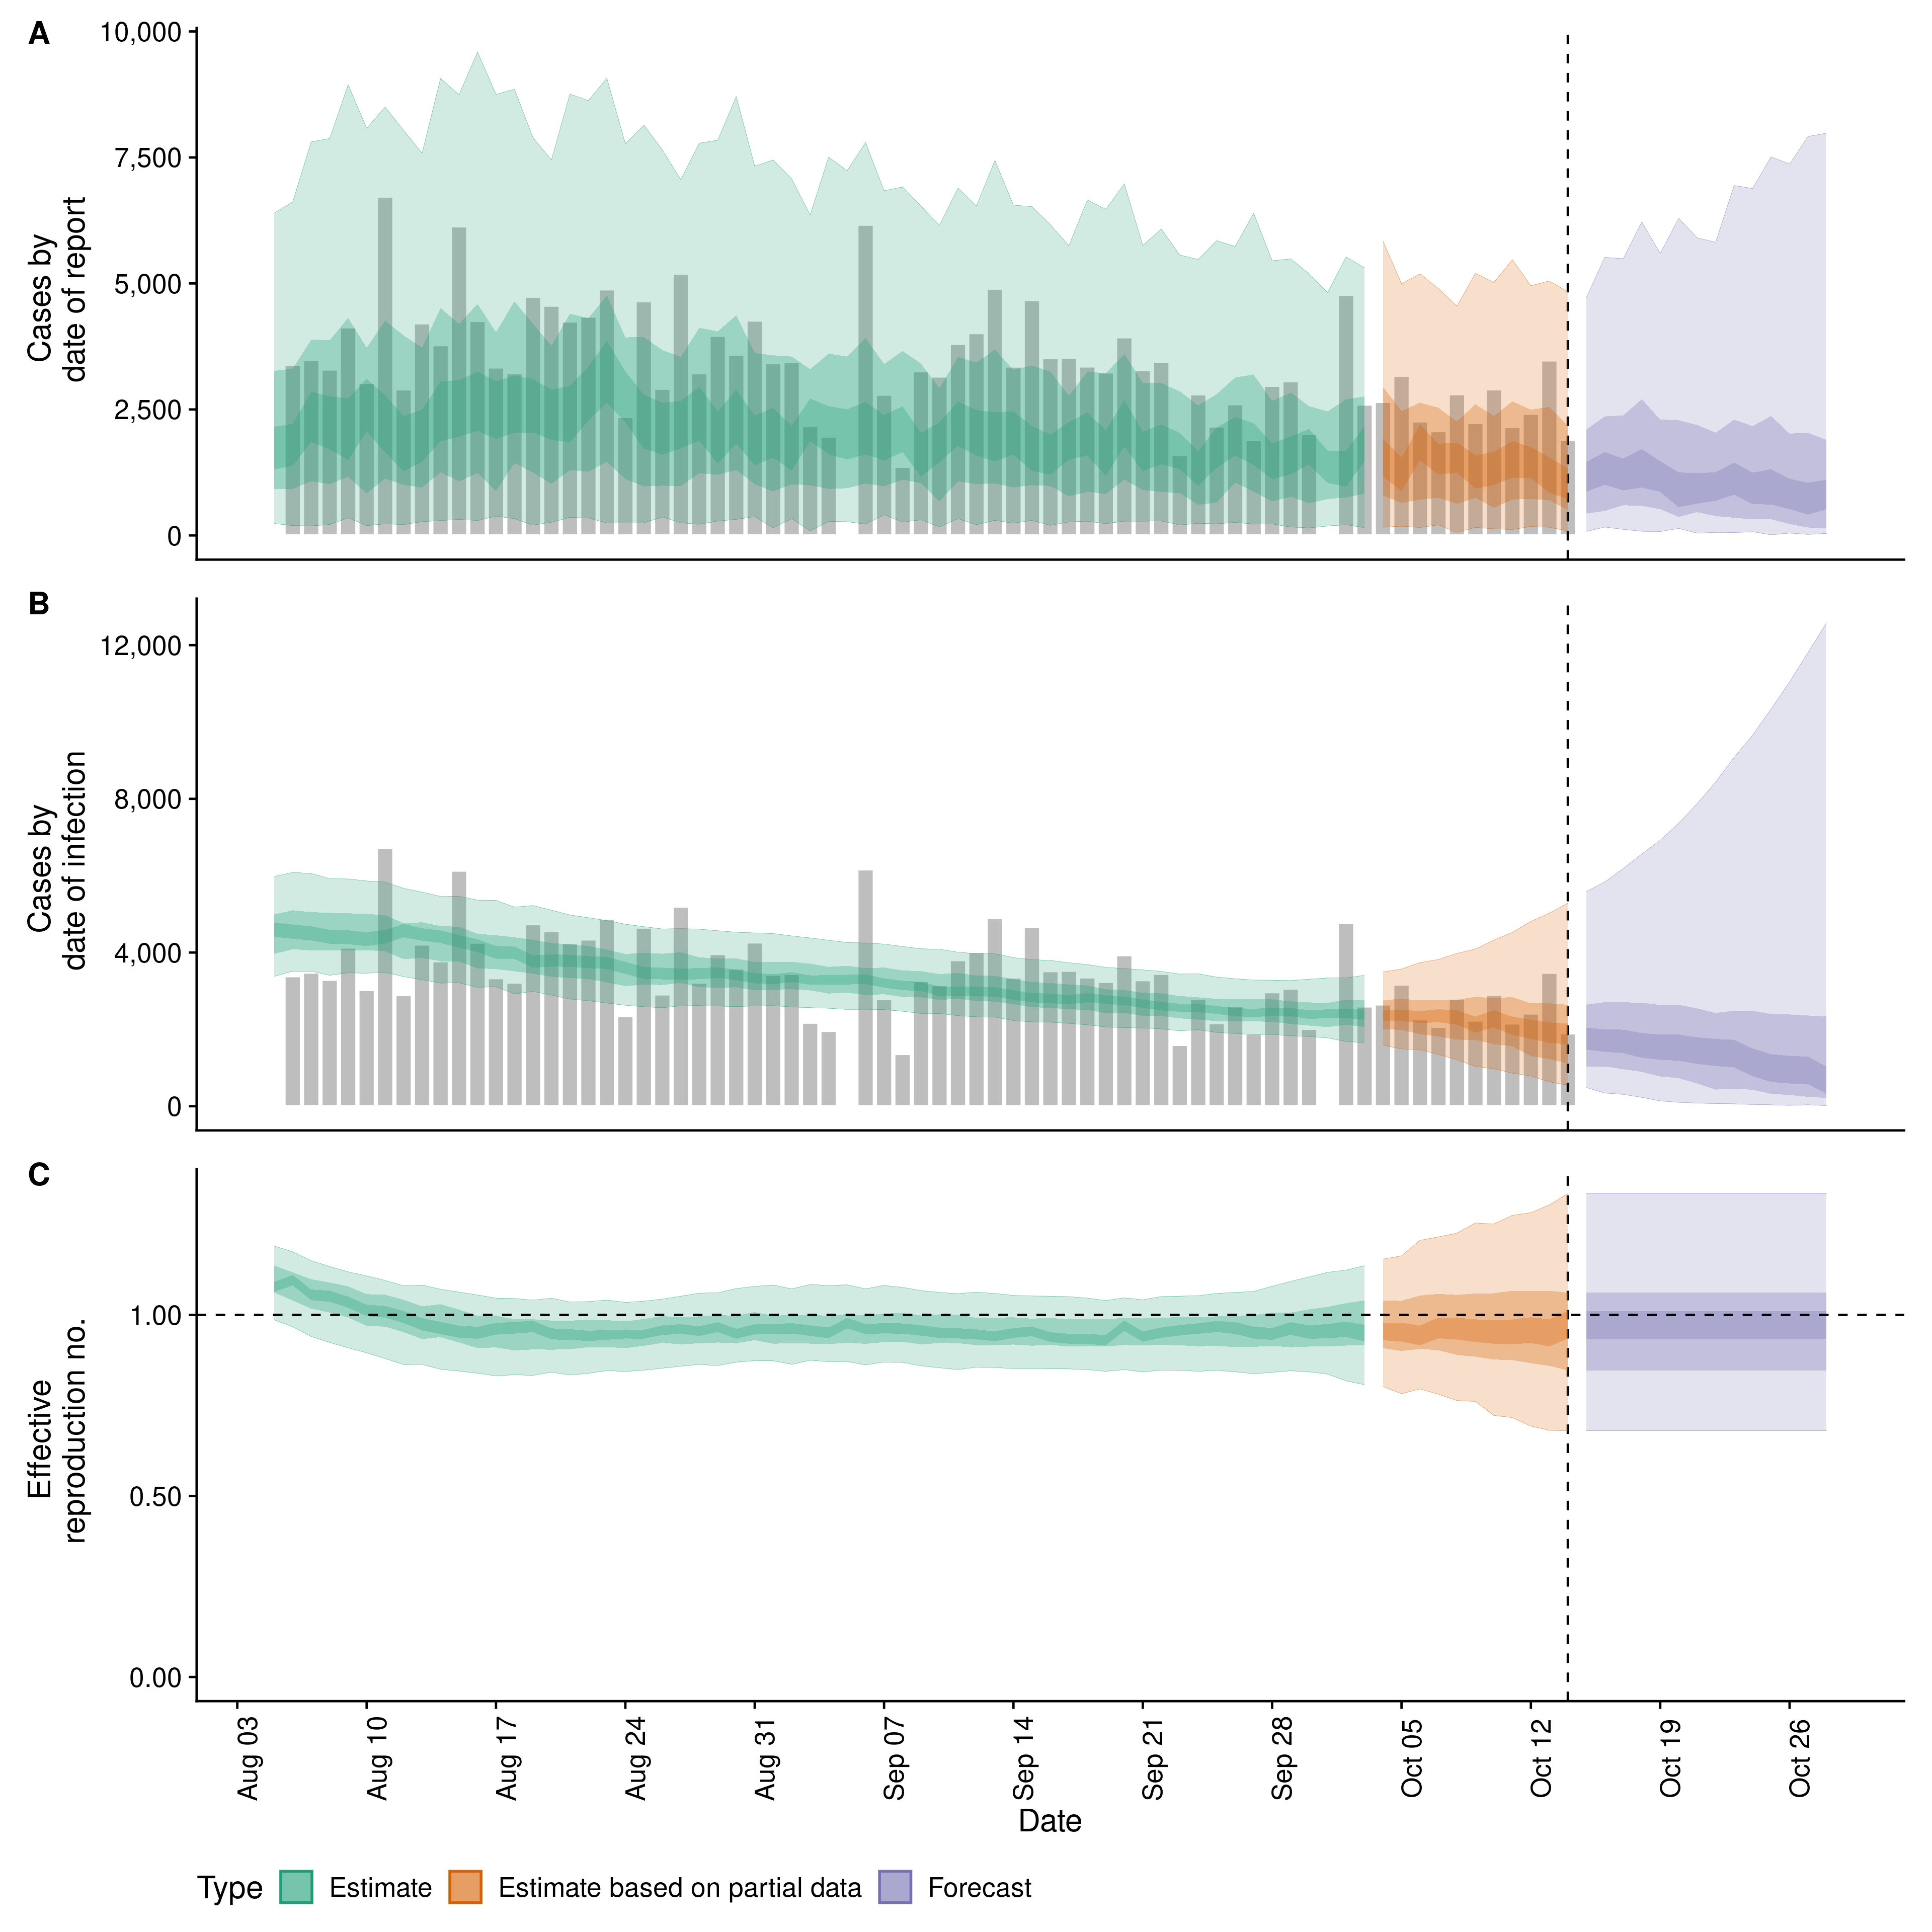 A
10,000
7,500
5,000
2,500
0
Cases by
date of report
B
12,000
8,000
4,000
0
Cases by
date of infection
C
1.00
0.50
0.00
Effective
reproduction no.
Aug 03
Aug 10
Aug 17
Aug 24
Aug 31
Sep 07
Sep 14
Sep 21
Sep 28
Oct 05
Oct 12
Oct 19
Oct 26
Date
Type Estimate Estimate based on partial data Forecast